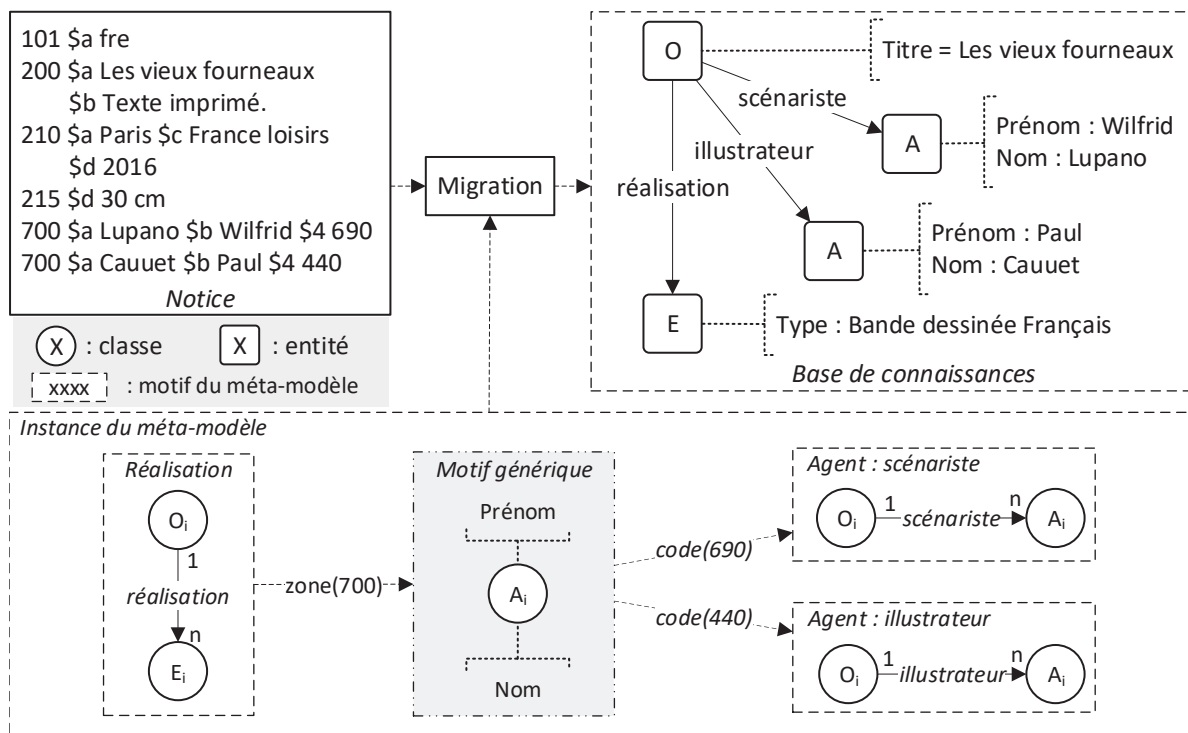 101 $a fre
200 $a Les vieux fourneaux
$b Texte imprimé.
210 $a Paris $c France loisirs
$d 2016
215 $d 30 cm
700 $a Lupano $b Wilfrid $4 690
700 $a Cauuet $b Paul $4 440
Notice
X : classe
X : entité
xxxx : motif du méta-modèle
Migration
O
Titre = Les vieux fourneaux
scénariste
A
Prénom : Wilfrid
Nom : Lupano
illustrateur
réalisation
A
Prénom : Paul
Nom : Cauuet
E
Type : Bande dessinée Français
Base de connaissances
Instance du méta-modèle
Réalisation
Oi
1
réalisation
n
Ei
zone(700)
Motif générique
Prénom
Ai
Nom
code(690)
code(440)
Agent : scénariste
Oi 1 scénariste n Ai
Agent : illustrateur
Oi 1 illustrateur n Ai